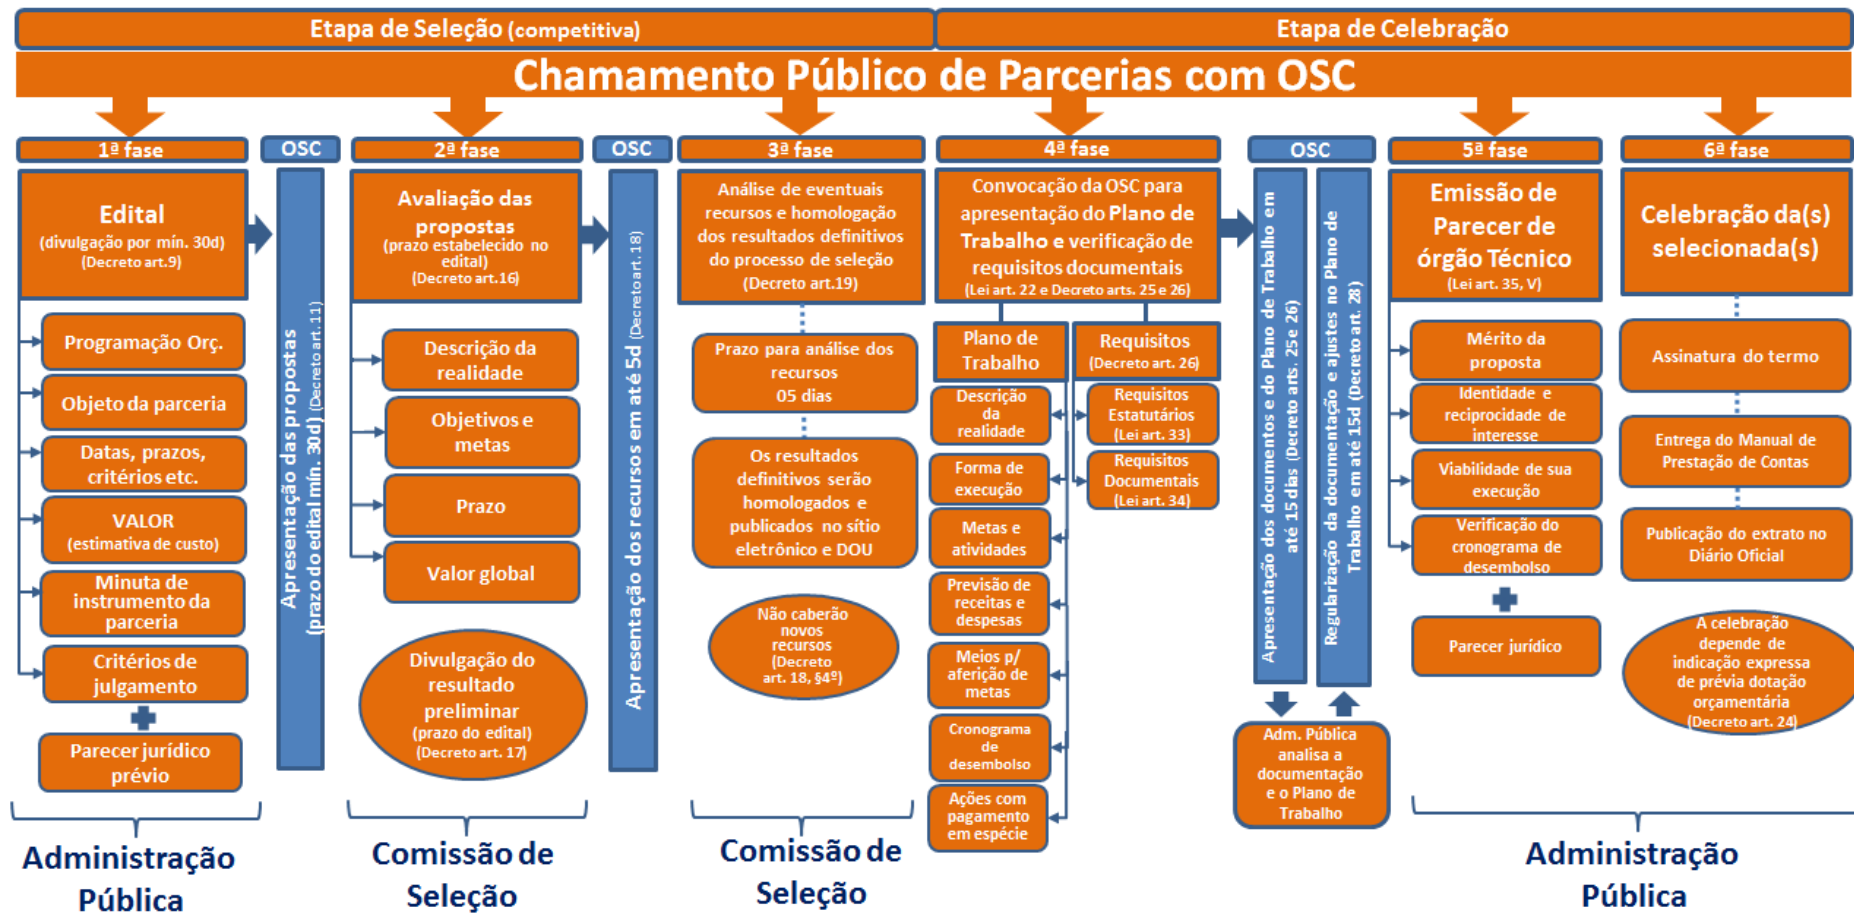 Etapa de Seleção (competitiva)
Etapa de Celebração
Chamamento Público de Parcerias com OSC
1ª fase
Edital
(divulgação por mín. 30d)
(Decreto art.9)
Programação Orç.
Objeto da parceria
Datas, prazos,
critérios etc.
VALOR
(estimativa de custo)
Minuta de
instrumento da
parceria
Critérios de
julgamento
Parecer jurídico
prévio
Administração
Pública
OSC
Apresentação das propostas
(prazo do edital mín. 30d) (Decreto art. 11)
2ª fase
Avaliação das
propostas
(prazo estabelecido no
edital)
(Decreto art.16)
Descrição da
realidade
Objetivos e
metas
Prazo
Valor global
Divulgação do
resultado
preliminar
(prazo do edital)
(Decreto art. 17)
Comissão de
Seleção
OSC
Apresentação dos recursos em até 5d (Decreto art. 18)
3ª fase
Análise de eventuais
recursos e homologação
dos resultados definitivos
do processo de seleção
(Decreto art.19)
Prazo para análise dos
recursos
05 dias
Os resultados
definitivos serão
homologados e
publicados no sítio
eletrônico e DOU
Não caberão
novos
recursos
(Decreto
art. 18, §4º)
Comissão de
Seleção
4ª fase
Convocação da OSC para
apresentação do Plano de
Trabalho e verificação de
requisitos documentais
(Lei art. 22 e Decreto arts. 25 e 26)
Plano de
Trabalho
Descrição
da
realidade
Forma de
execução
Metas e
atividades
Previsão de
receitas e
despesas
Meios p/
aferição de
metas
Cronograma
de
desembolso
Ações com
pagamento
em espécie
Requisitos
(Decreto art. 26)
Requisitos
Estatutários
(Lei art. 33)
Requisitos
Documentais
(Lei art. 34)
OSC
Apresentação dos documentos e do Plano de Trabalho em
até 15 dias (Decreto arts. 25 e 26)
Regularização da documentação e ajustes no Plano de
Trabalho em até 15d (Decreto art. 28)
Adm. Pública
analisa a
documentação
e o Plano de
Trabalho
5ª fase
Emissão de
Parecer de
órgão Técnico
(Lei art. 35, V)
Mérito da
proposta
Identidade e
reciprocidade de
interesse
Viabilidade de sua
execução
Verificação do
cronograma de
desembolso
Parecer jurídico
6ª fase
Celebração da(s)
selecionada(s)
Assinatura do termo
Entrega do Manual de
Prestação de Contas
Publicação do extrato no
Diário Oficial
A celebração
depende de
indicação expressa
de prévia dotação
orçamentária
(Decreto art. 24)
Administração
Pública